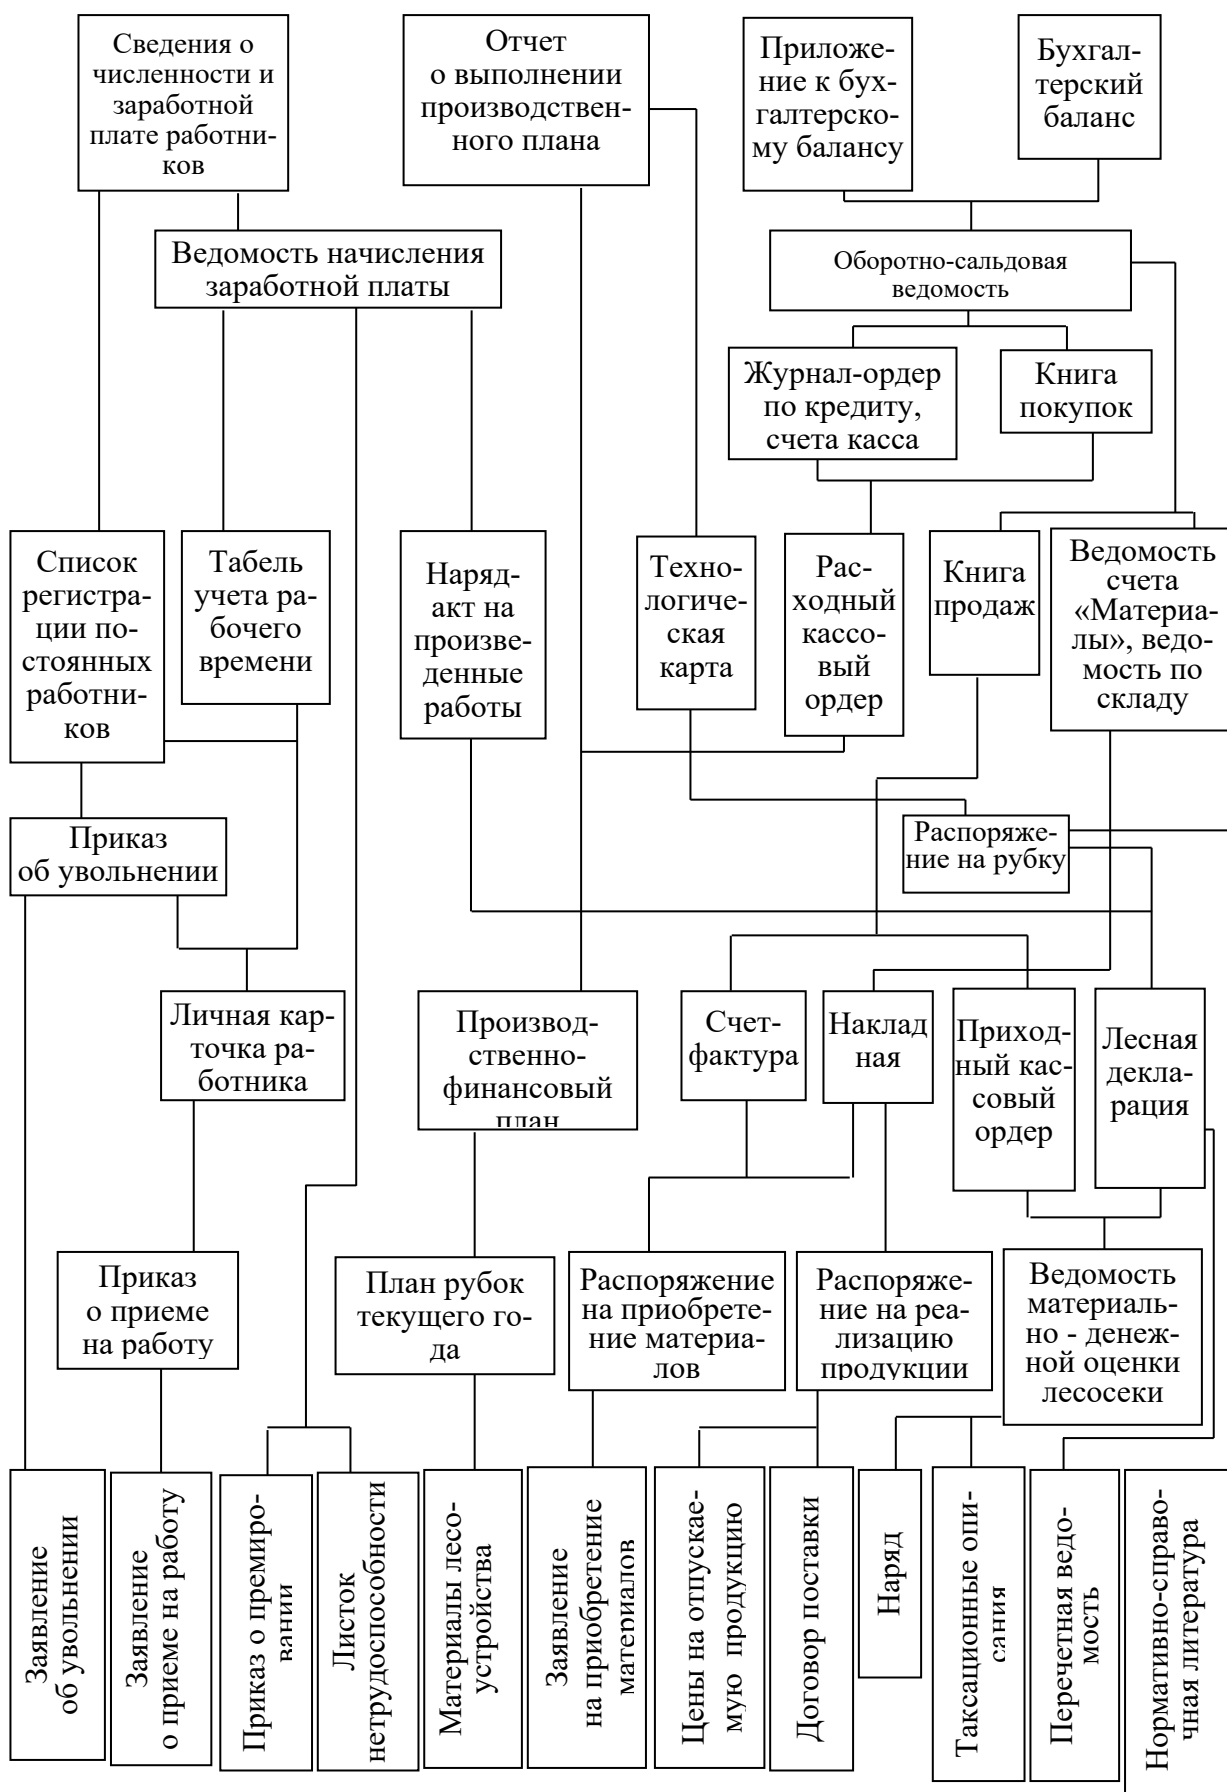 Сведения о
численности и
заработной
плате работни-
ков
Отчет
о выполнении
производствен-
ного плана
Приложе-
ние к бух-
галтерско-
му балансу
Бухгал-
терский
баланс
Ведомость начисления
заработной платы
Оборотно-сальдовая
ведомость
Журнал-ордер
по кредиту,
счета касса
Книга
покупок
Список
регистра-
ции по-
стоянных
работни-
ков
Табель
учета ра-
бочего
времени
Наряд-
акт на
произве-
денные
работы
Техно-
логиче-
ская
карта
Рас-
ходный
кассо-
вый
ордер
Книга
продаж
Ведомость
счета
«Материа-
лы», ведо-
мость по
складу
Приказ
об увольнении
Распоряже-
ние на рубку
Личная кар-
точка ра-
ботника
Производ-
ственно-
финансовый
план
Счет-
фактура
Наклад
ная
Приход-
ный кас-
совый
ордер
Лесная
декла-
рация
Приказ
о приеме
на работу
План рубок
текущего го-
да
Распоряжение
на приобрете-
ние материа-
лов
Распоряже-
ние на реа-
лизацию
продукции
Ведомость
материаль-
но - денеж-
ной оценки
лесосеки
Заявление
об увольнении
Заявление
о приеме на работу
Приказ о премиро-
вании
Листок
нетрудоспособности
Материалы лесо-
устройства
Заявление
на приобретение
материалов
Цены на отпускае-
мую продукцию
Договор поставки
Наряд
Таксационные опи-
сания
Перечетная ведо-
мость
Нормативно-справо-
чная литература